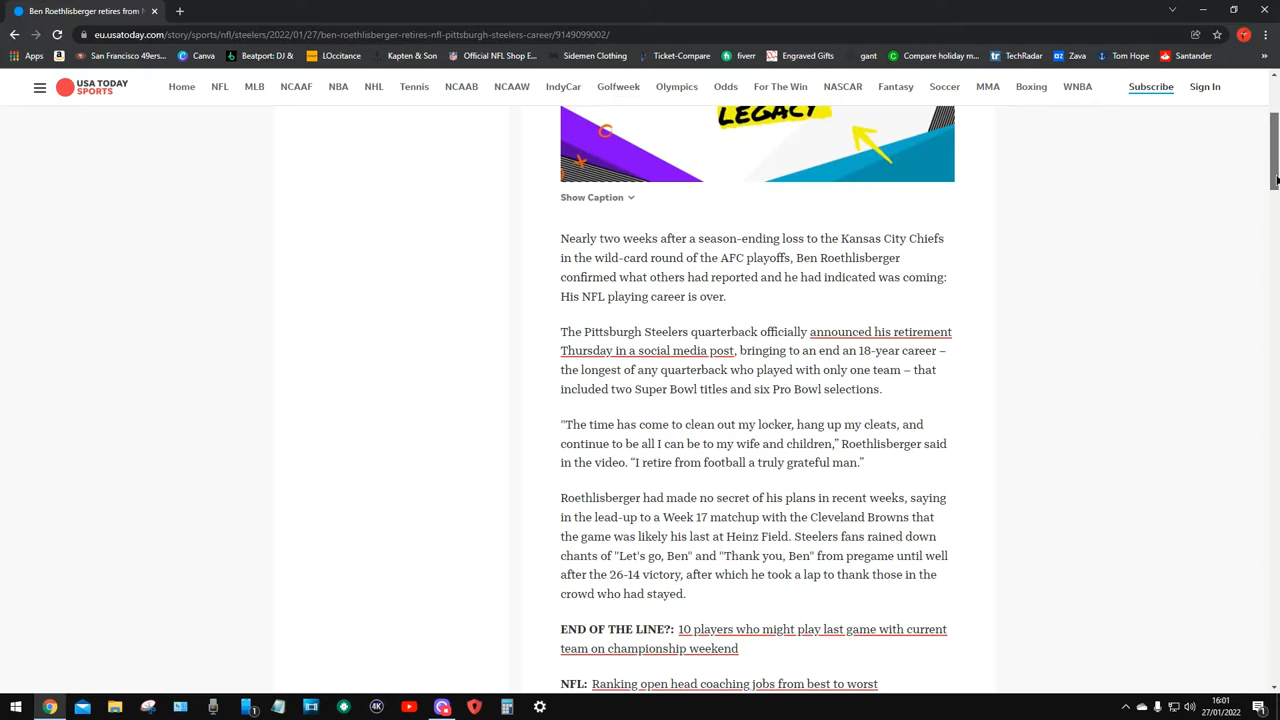 Ben Roethlisberger retires from N
eu.usatoday.com/story/sports/nfl/steelers/2022/01/27/ben-roethlisberger-retires-nfl-pittsburgh-steelers-career/9149099002/
Apps San Francisco 49ers... Canva Beatport: DJ &... LOccitance Kapten & Son Official NFL Shop E... Sidemen Clothing Ticket-Compare fiverr Engraved Gifts gant Compare holiday m... TechRadar Zava Tom Hope Santander
USA TODAY
SPORTS
Home NFL MLB NCAAF NBA NHL Tennis NCAAB NCAAW IndyCar Golfweek Olympics Odds For The Win NASCAR Fantasy Soccer MMA Boxing WNBA Subscribe Sign In
LEGACY
Show Caption
Nearly two weeks after a season-ending loss to the Kansas City Chiefs
in the wild-card round of the AFC playoffs, Ben Roethlisberger
confirmed what others had reported and he had indicated was coming:
His NFL playing career is over.
The Pittsburgh Steelers quarterback officially announced his retirement
Thursday in a social media post, bringing to an end an 18-year career –
the longest of any quarterback who played with only one team – that
included two Super Bowl titles and six Pro Bowl selections.
"The time has come to clean out my locker, hang up my cleats, and
continue to be all I can be to my wife and children,” Roethlisberger said
in the video. “I retire from football a truly grateful man.”
Roethlisberger had made no secret of his plans in recent weeks, saying
in the lead-up to a Week 17 matchup with the Cleveland Browns that
the game was likely his last at Heinz Field. Steelers fans rained down
chants of "Let's go, Ben" and "Thank you, Ben" from pregame until well
after the 26-14 victory, after which he took a lap to thank those in the
crowd who had stayed.
END OF THE LINE?: 10 players who might play last game with current
team on championship weekend
NFL: Ranking open head coaching jobs from best to worst
16:01
27/01/2022